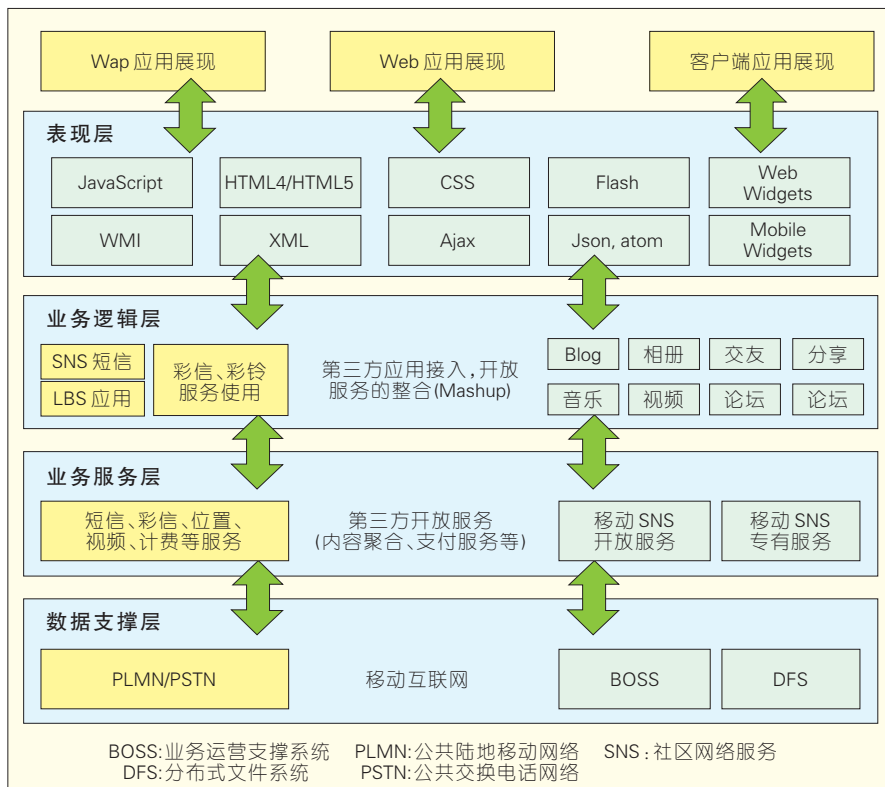 Wap 应用展现
Web 应用展现
客户端应用展现
表现层
JavaScript
HTML4/HTML5
CSS
Flash
Web
Widgets
WMI
XML
Ajax
Json, atom
Mobile
Widgets
业务逻辑层
SNS 短信
LBS 应用
彩信、彩铃
服务使用
第三方应用接入,开放
服务的整合(Mashup)
Blog
相册
交友
分享
音乐
视频
论坛
论坛
业务服务层
短信、彩信、位置、
视频、计费等服务
第三方开放服务
(内容聚合、支付服务等)
移动 SNS
开放服务
移动 SNS
专有服务
数据支撑层
PLMN/PSTN
移动互联网
BOSS
DFS
BOSS:业务运营支撑系统 PLMN:公共陆地移动网络 SNS:社区网络服务
DFS:分布式文件系统 PSTN:公共交换电话网络